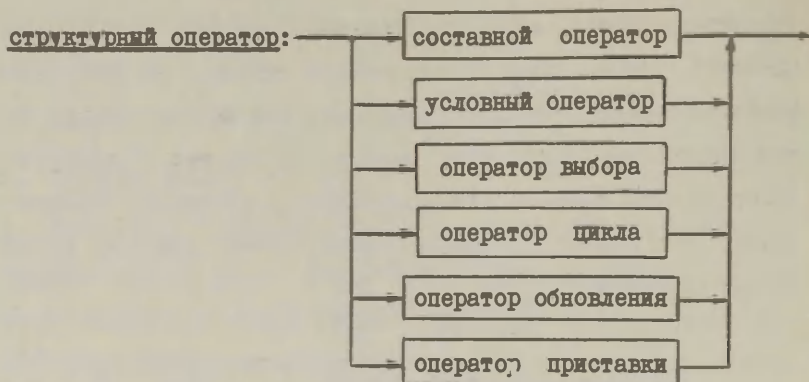 структурный оператор:
составной оператор
условный оператор
оператор выбора
оператор цикла
оператор обновления
оператор приставки